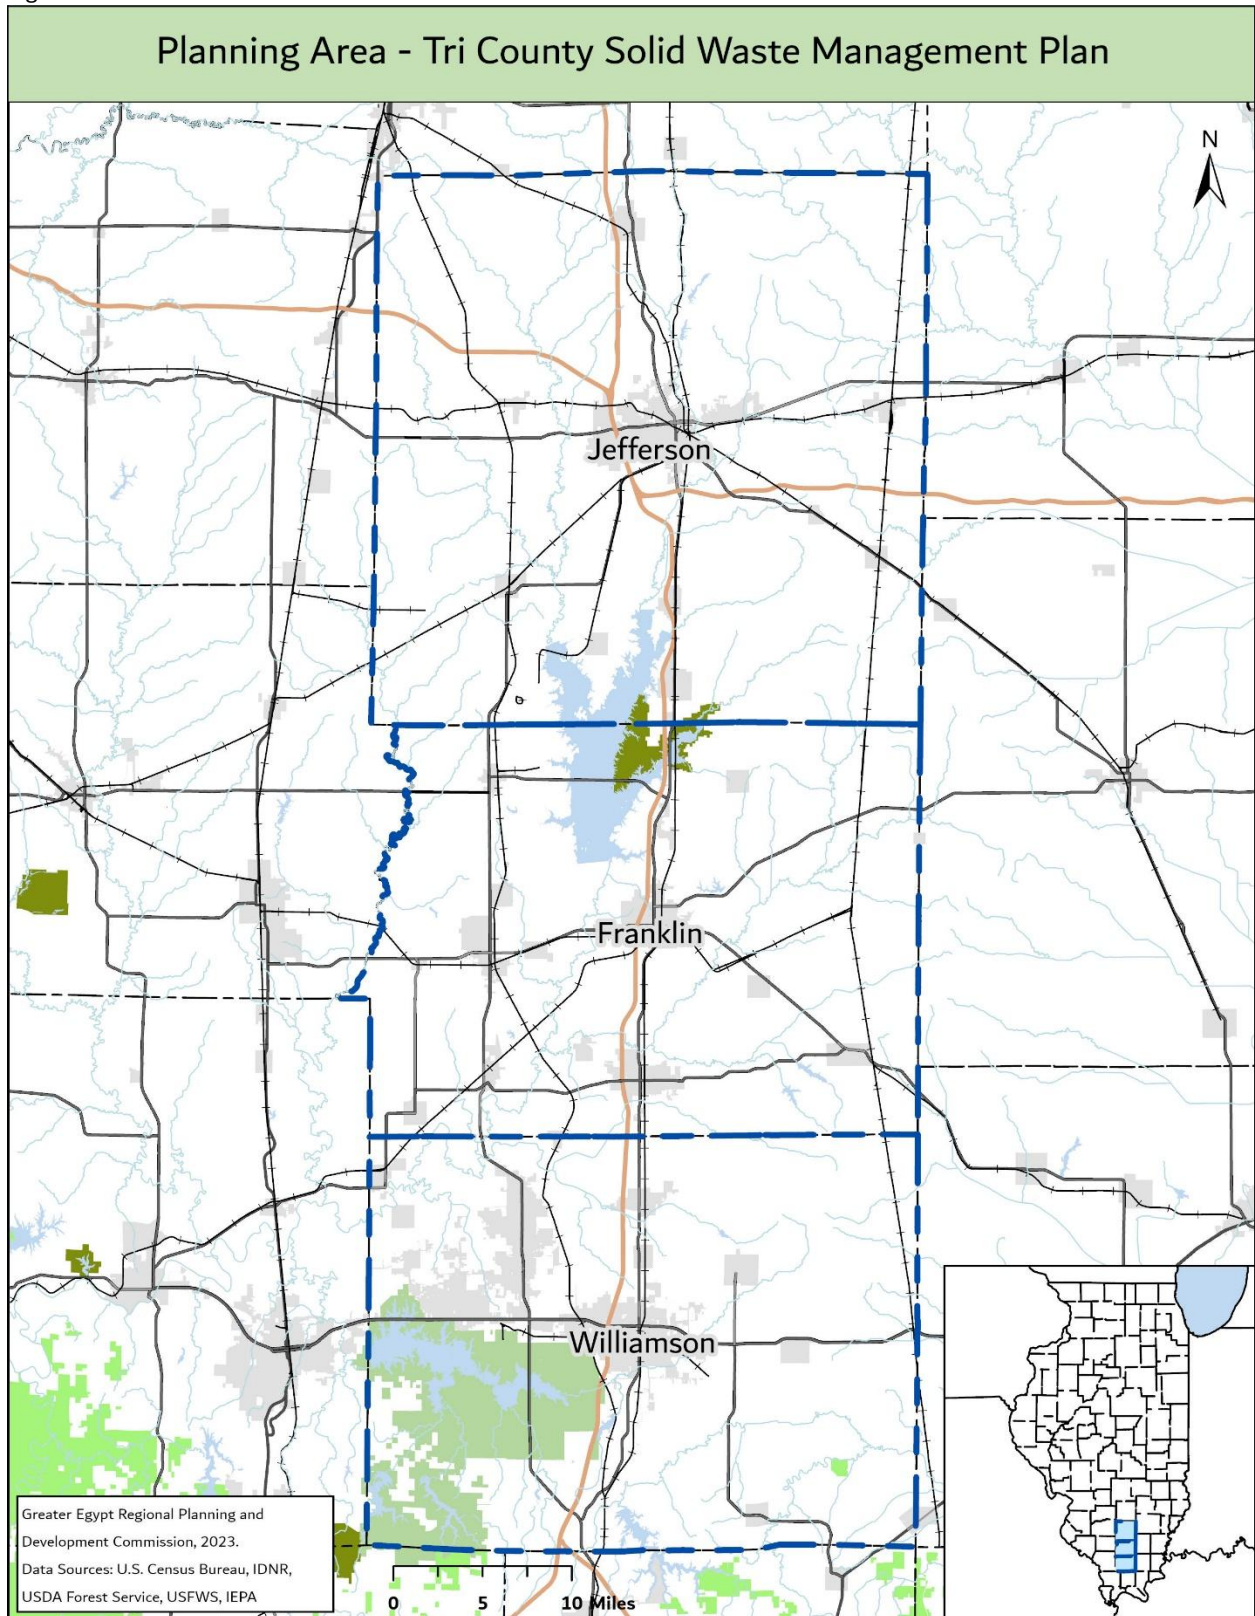 Planning Area - Tri County Solid Waste Management Plan
N
Jefferson
Franklin
Williamson
Greater Egypt Regional Planning and
Development Commission, 2023.
Data Sources: U.S. Census Bureau, IDNR,
USDA Forest Service, USFWS, IEPA
0 5 10 Miles